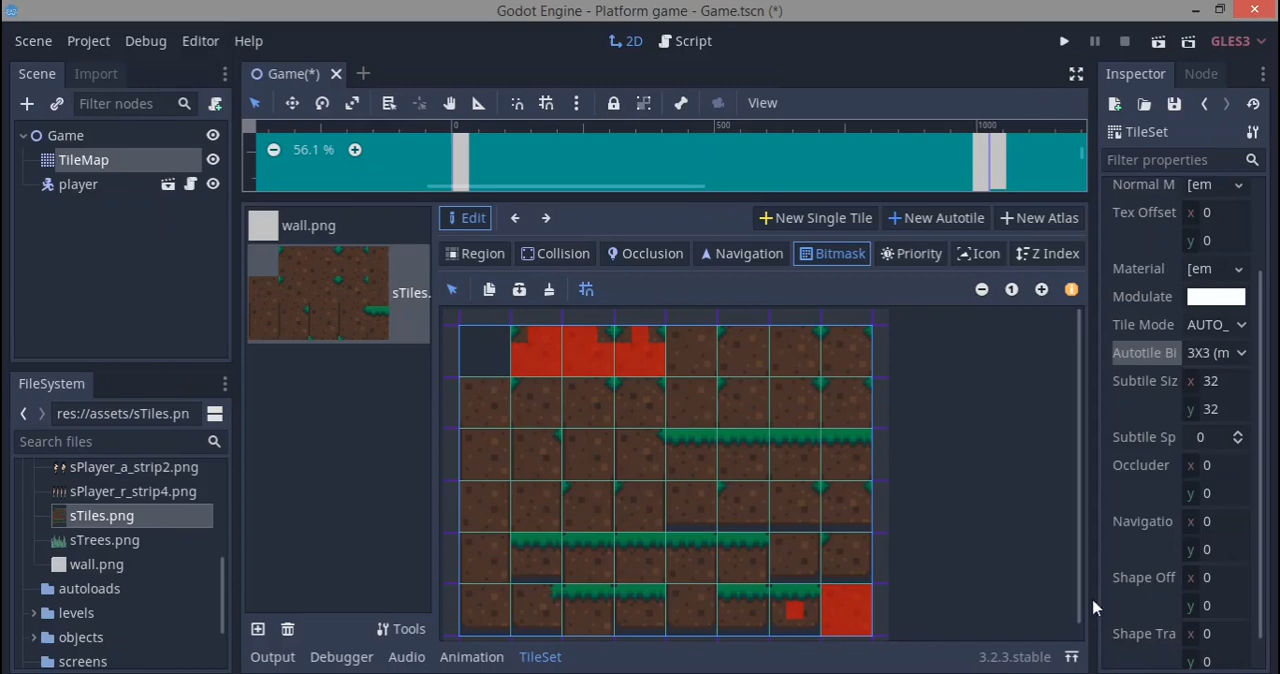 Godot Engine - Platform game - Game.tscn (*)
Scene Project Debug Editor Help
2D Script
GLES3
Scene Import
Filter nodes
Game
TileMap
player
FileSystem
res://assets/sTiles.pn
Search files
sPlayer_a_strip2.png
sPlayer_r_strip4.png
sTiles.png
sTrees.png
wall.png
autoloads
levels
objects
screens
Game(*)
View
0 500 1000
56.1 %
wall.png
sTiles.
Tools
Edit
New Single Tile New Autotile New Atlas
Region Collision Occlusion Navigation Bitmask Priority Icon Z Index
Output Debugger Audio Animation TileSet
3.2.3.stable
Inspector Node
TileSet
Filter properties
Normal M [em
Tex Offset x 0
y 0
Material [em
Modulate
Tile Mode AUTO_
Autotile Bi 3X3 (m
Subtile Siz x 32
y 32
Subtile Sp 0
Occluder x 0
y 0
Navigatio x 0
y 0
Shape Off x 0
y 0
Shape Tra x 0
y 0